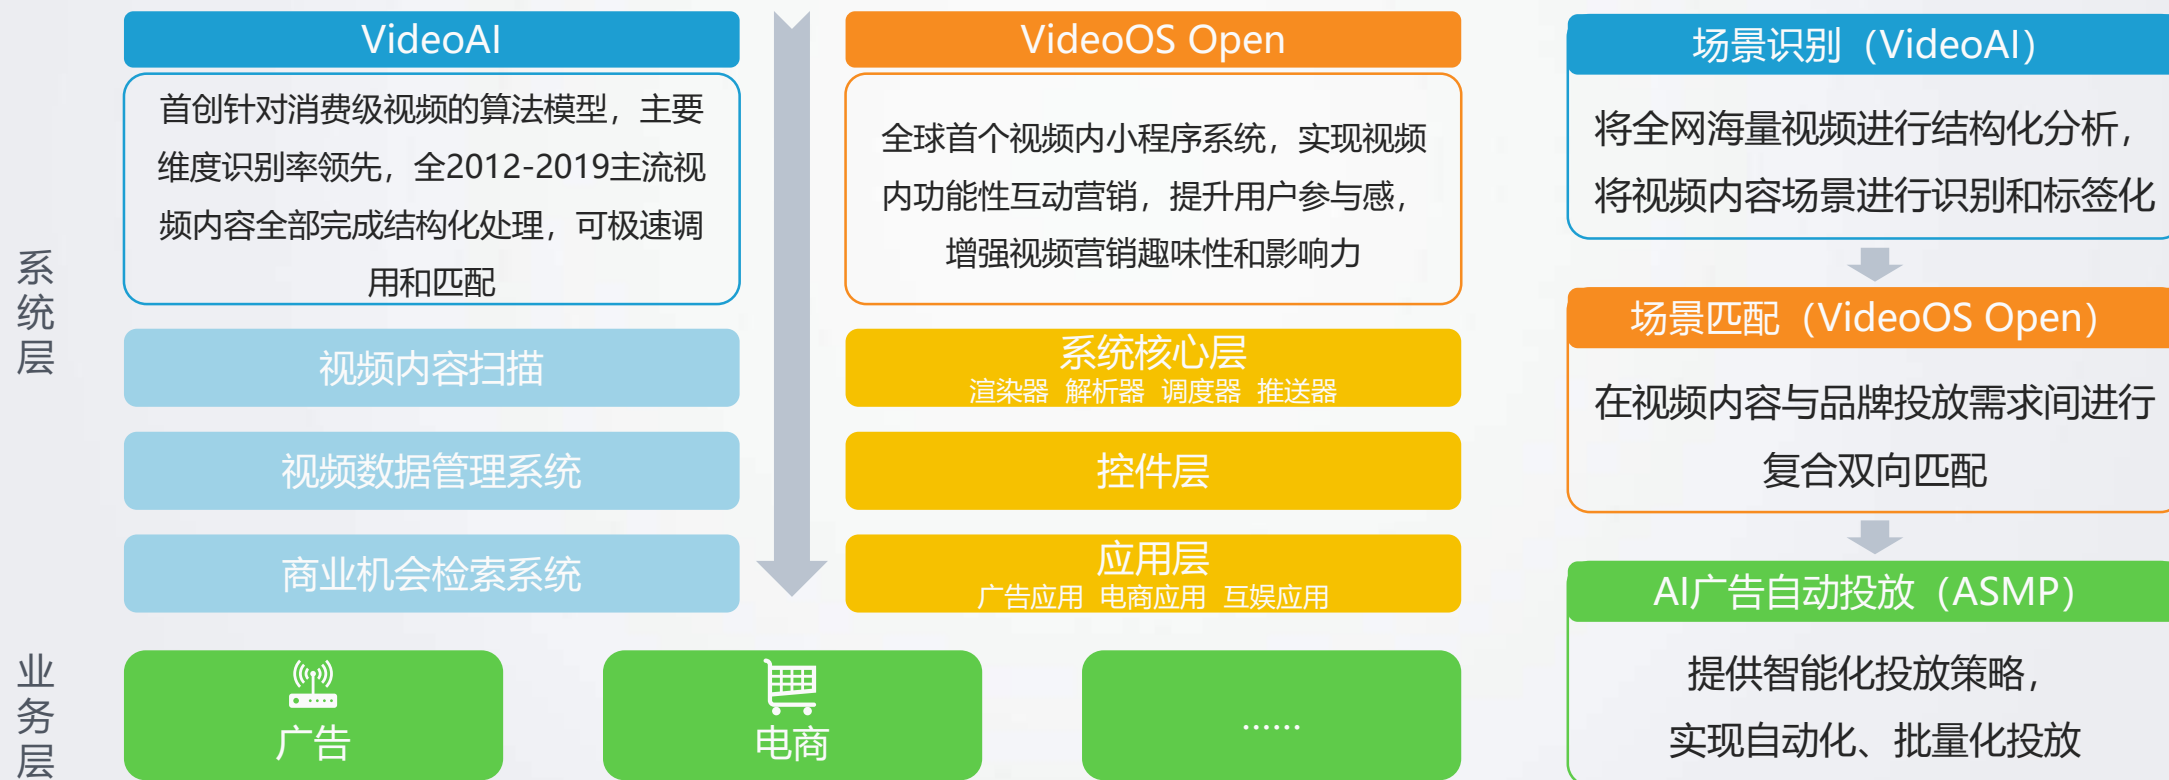 系统层
VideoAI
首创针对消费级视频的算法模型，主要
维度识别率领先，全2012-2019主流视
频内容全部完成结构化处理，可极速调
用和匹配
视频内容扫描
视频数据管理系统
商业机会检索系统
VideoOS Open
全球首个视频内小程序系统，实现视频
内功能性互动营销，提升用户参与感，
增强视频营销趣味性和影响力
系统核心层
渲染器 解析器 调度器 推送器
控件层
应用层
广告应用 电商应用 互娱应用
业务层
广告
电商
……
场景识别（VideoAI）
将全网海量视频进行结构化分析，
将视频内容场景进行识别和标签化
场景匹配（VideoOS Open）
在视频内容与品牌投放需求间进行
复合双向匹配
AI广告自动投放（ASMP）
提供智能化投放策略，
实现自动化、批量化投放